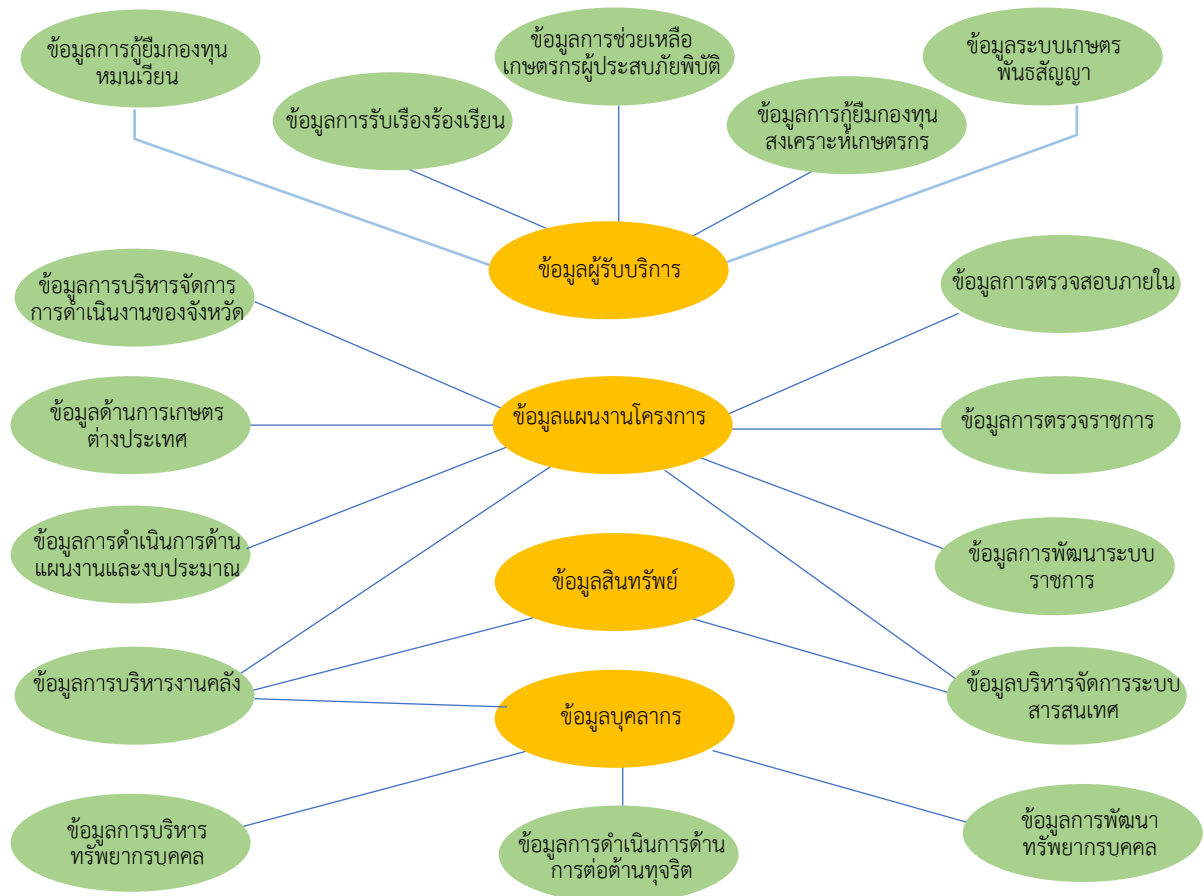 ข้อมูลการกู้ยืมกองทุน
หมุนเวียน
ข้อมูลการช่วยเหลือ
เกษตรกรผู้ประสบภัยพิบัติ
ข้อมูลระบบเกษตร
พันธสัญญา
ข้อมูลการรับเรื่องร้องเรียน
ข้อมูลการกู้ยืมกองทุน
สงเคราะห์เกษตรกร
ข้อมูลผู้รับบริการ
ข้อมูลการบริหารจัดการ
การดำเนินงานของจังหวัด
ข้อมูลการตรวจสอบภายใน
ข้อมูลด้านการเกษตร
ต่างประเทศ
ข้อมูลแผนงานโครงการ
ข้อมูลการตรวจราชการ
ข้อมูลการดำเนินการด้าน
แผนงานและงบประมาณ
ข้อมูลสินทรัพย์
ข้อมูลการพัฒนาระบบ
ราชการ
ข้อมูลการบริหารงานคลัง
ข้อมูลบุคลากร
ข้อมูลบริหารจัดการระบบ
สารสนเทศ
ข้อมูลการบริหาร
ทรัพยากรบุคคล
ข้อมูลการดำเนินการด้าน
การต่อต้านทุจริต
ข้อมูลการพัฒนา
ทรัพยากรบุคคล